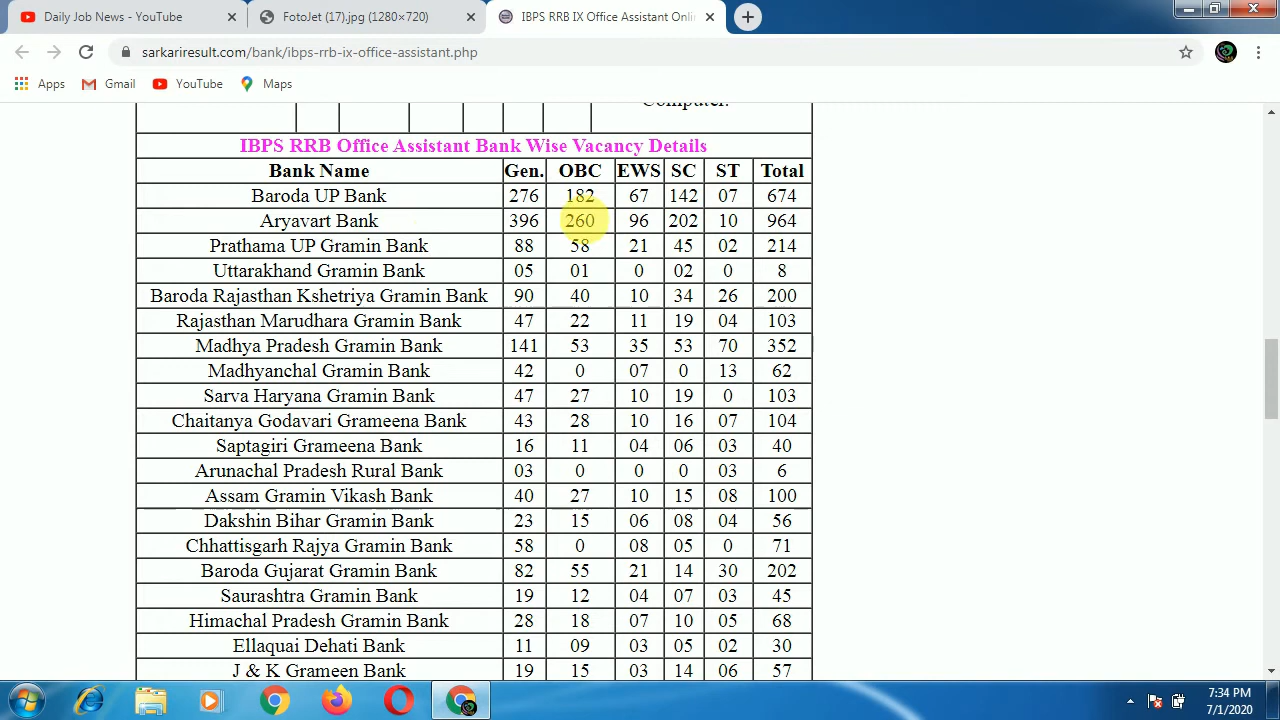 Daily Job News - YouTube
FotoJet (17).jpg (1280×720)
IBPS RRB IX Office Assistant Onli
sarkariresult.com/bank/ibps-rrb-ix-office-assistant.php
Apps Gmail YouTube Maps
Computer.
IBPS RRB Office Assistant Bank Wise Vacancy Details
Bank Name Gen. OBC EWS SC ST Total
Baroda UP Bank 276 182 67 142 07 674
Aryavart Bank 396 260 96 202 10 964
Prathama UP Gramin Bank 88 58 21 45 02 214
Uttarakhand Gramin Bank 05 01 0 02 0 8
Baroda Rajasthan Kshetriya Gramin Bank 90 40 10 34 26 200
Rajasthan Marudhara Gramin Bank 47 22 11 19 04 103
Madhya Pradesh Gramin Bank 141 53 35 53 70 352
Madhyanchal Gramin Bank 42 0 07 0 13 62
Sarva Haryana Gramin Bank 47 27 10 19 0 103
Chaitanya Godavari Grameena Bank 43 28 10 16 07 104
Saptagiri Grameena Bank 16 11 04 06 03 40
Arunachal Pradesh Rural Bank 03 0 0 0 03 6
Assam Gramin Vikash Bank 40 27 10 15 08 100
Dakshin Bihar Gramin Bank 23 15 06 08 04 56
Chhattisgarh Rajya Gramin Bank 58 0 08 05 0 71
Baroda Gujarat Gramin Bank 82 55 21 14 30 202
Saurashtra Gramin Bank 19 12 04 07 03 45
Himachal Pradesh Gramin Bank 28 18 07 10 05 68
Ellaquai Dehati Bank 11 09 03 05 02 30
J & K Grameen Bank 19 15 03 14 06 57
7:34 PM
7/1/2020